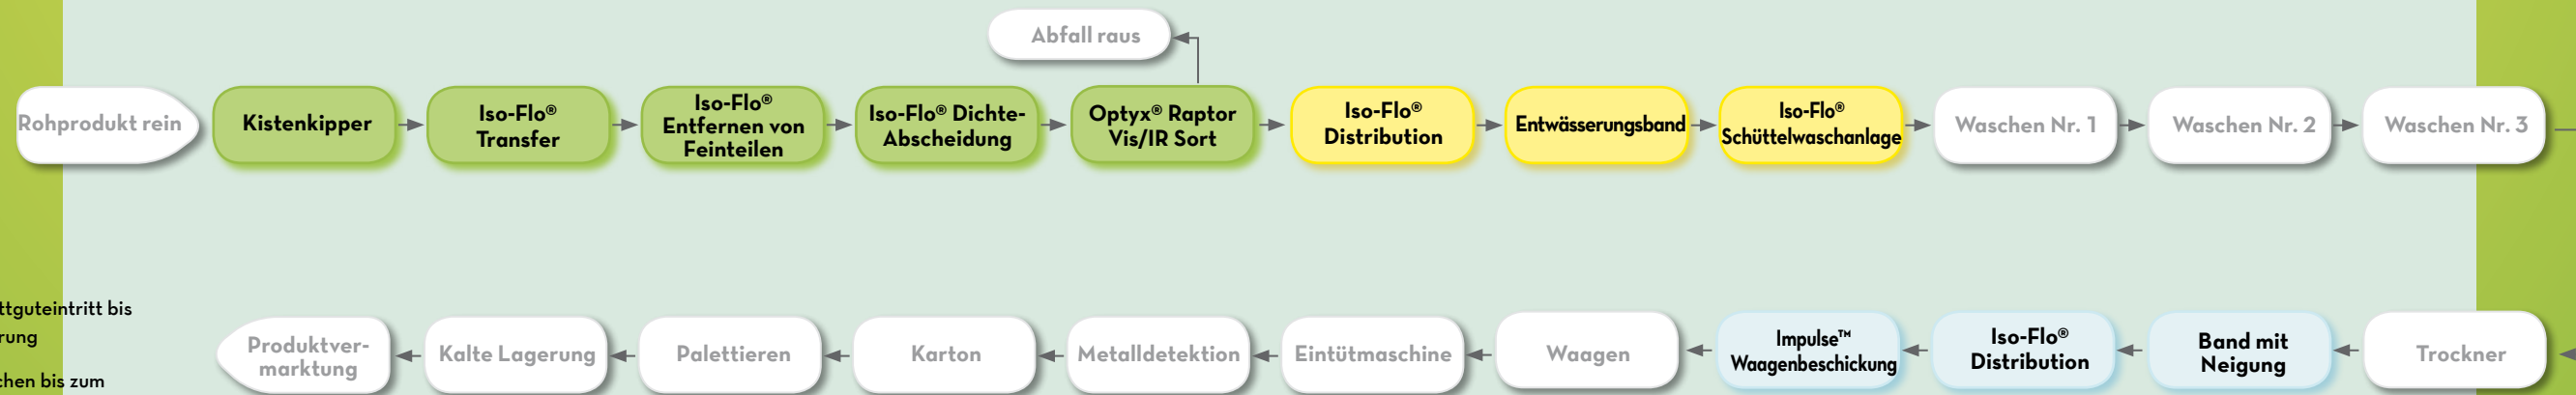 Abfall raus
Rohprodukt rein
Kistenkipper
Iso-Flo®
Transfer
Iso-Flo®
Entfernen von
Feinteilen
Iso-Flo® Dichte-
Abscheidung
Optyx® Raptor
Vis/IR Sort
Iso-Flo®
Distribution
Entwässerungsband
Iso-Flo®
Schüttelwaschanlage
Waschen Nr. 1
Waschen Nr. 2
Waschen Nr. 3
ttguteintritt bis
rung
chen bis zum
Produktver-
marktung
Kalte Lagerung
Palettieren
Karton
Metalldetektion
Eintütmaschine
Waagen
Impulse™
Waagenbeschickung
Iso-Flo®
Distribution
Band mit
Neigung
Trockner